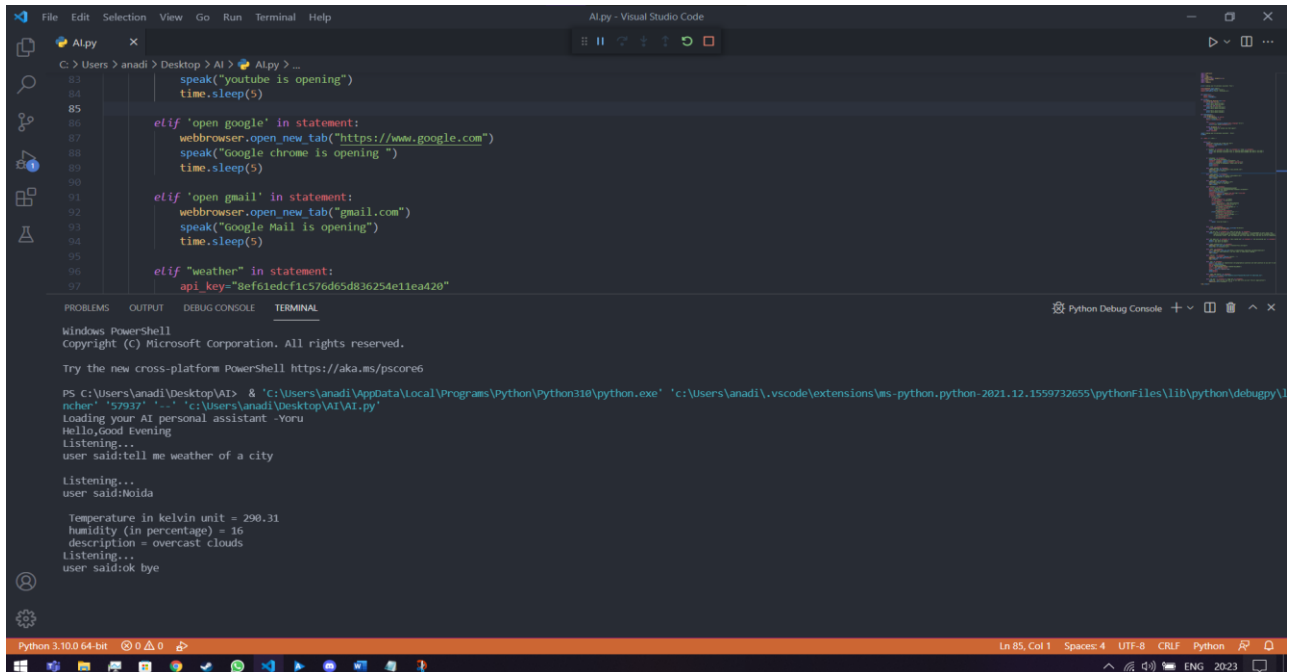 File Edit Selection View Go Run Terminal Help
AI.py - Visual Studio Code
AI.py
C: > Users > anadi > Desktop > AI > AI.py > ...
83 speak("youtube is opening")
84 time.sleep(5)
85
86 elif 'open google' in statement:
87 webbrowser.open_new_tab("https://www.google.com")
88 speak("Google chrome is opening ")
89 time.sleep(5)
90
91 elif 'open gmail' in statement:
92 webbrowser.open_new_tab("gmail.com")
93 speak("Google Mail is opening")
94 time.sleep(5)
95
96 elif "weather" in statement:
97 api_key="8ef61edcf1c576d65d836254e11ea420"
PROBLEMS OUTPUT DEBUG CONSOLE TERMINAL
Python Debug Console
Windows PowerShell
Copyright (C) Microsoft Corporation. All rights reserved.
Try the new cross-platform PowerShell https://aka.ms/pscore6
PS C:\Users\anadi\Desktop\AI> & 'C:\Users\anadi\AppData\Local\Programs\Python\Python310\python.exe' 'c:\Users\anadi\.vscode\extensions\ms-python.python-2021.12.1559732655\pythonFiles\lib\python\debugpy\l
ncher' '57937' '--' 'c:\Users\anadi\Desktop\AI\AI.py'
Loading your AI personal assistant -Yoru
Hello,Good Evening
Listening...
user said:tell me weather of a city
Listening...
user said:Noida
Temperature in kelvin unit = 290.31
humidity (in percentage) = 16
description = overcast clouds
Listening...
user said:ok bye
Python 3.10.0 64-bit 0 0
Ln 85, Col 1 Spaces: 4 UTF-8 CRLF Python
ENG 20:23